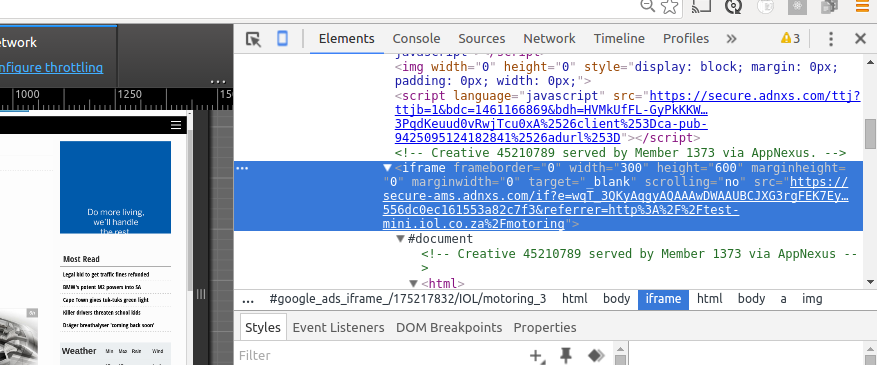 etwork
onfigure throttling
...
1000
1250
150
Do more living,
we'll handle
the rest.
Most Read
Legal bid to get traffic fines refunded
BMW's potent M2 powers into SA
Cape Town gives tuk-tuks green light
Killer drivers threaten school kids
Dräger breathalyser 'coming back soon'
Weather Min Max Rain Wind
Elements Console Sources Network Timeline Profiles » 3
javascript"></script>
<img width="0" height="0" style="display: block; margin: 0px;
padding: 0px; width: 0px;">
<script language="javascript" src="https://secure.adnxs.com/ttj?
ttjb=1&bdc=1461166869&bdh=HVMkUfFL-GyPkKKW…
3PqdKeuud0vRwjTcu0xA%2526client%253Dca-pub-
9425095124182841%2526adurl%253D"></script>
<!-- Creative 45210789 served by Member 1373 via AppNexus. -->
... ▼<iframe frameborder="0" width="300" height="600" marginheight=
"0" marginwidth="0" target="_blank" scrolling="no" src="https://
secure-ams.adnxs.com/if?e=wqT_3QKyAqgyAQAAAwDWAAUBCJXG3rgFEK7Ey…
556dc0ec161553a82c7f3&referrer=http%3A%2F%2Ftest-
mini.iol.co.za%2Fmotoring">
▼#document
<!-- Creative 45210789 served by Member 1373 via AppNexus --
>
▼<html>
... #google_ads_iframe_/175217832/IOL/motoring_3 html body iframe html body a img
Styles Event Listeners DOM Breakpoints Properties
Filter